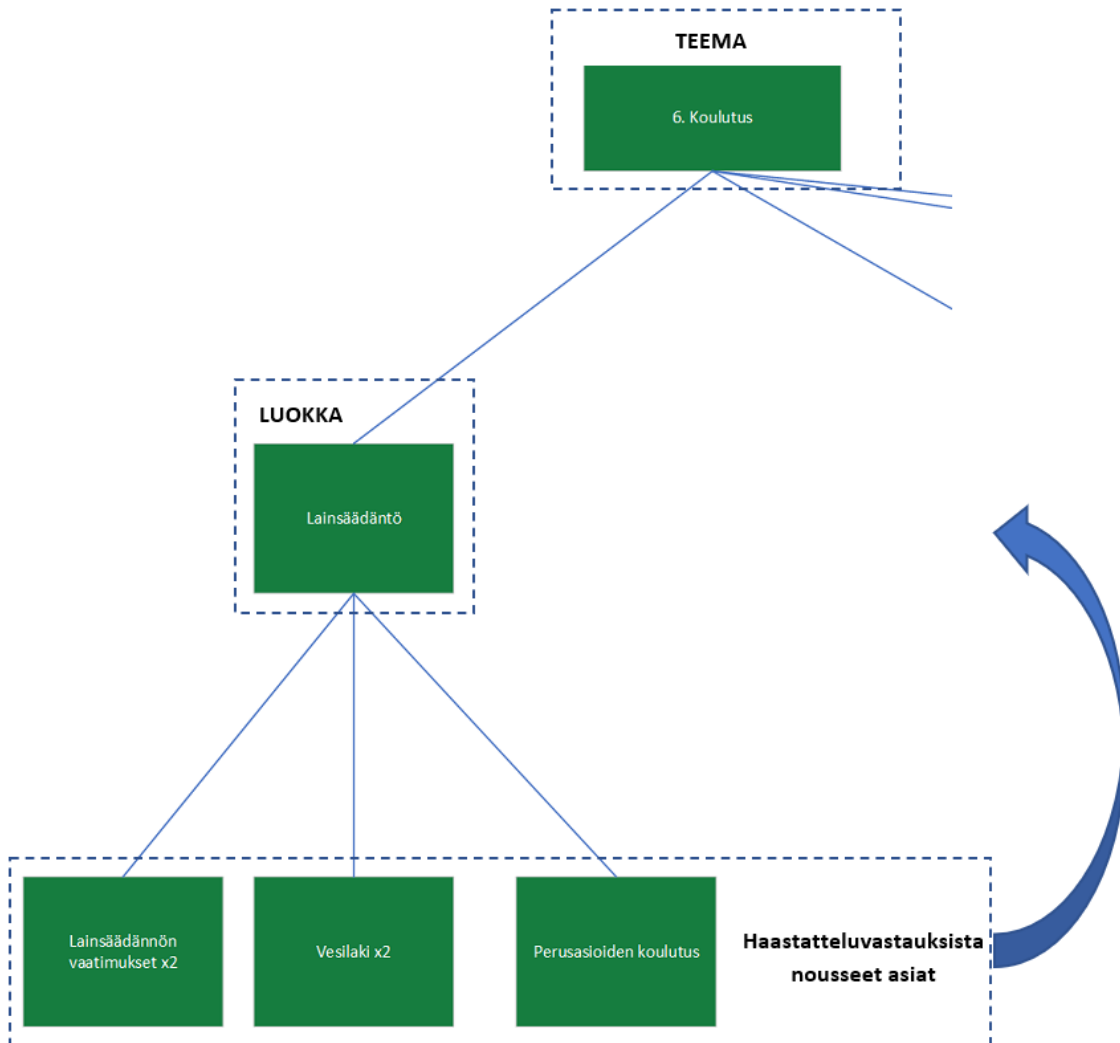 TEEMA
6. Koulutus
LUOKKA
Lainsäädäntö
Lainsäädännön
vaatimukset x2
Vesilaki x2
Perusasioiden koulutus
Haastatteluvastauksista
nousseet asiat